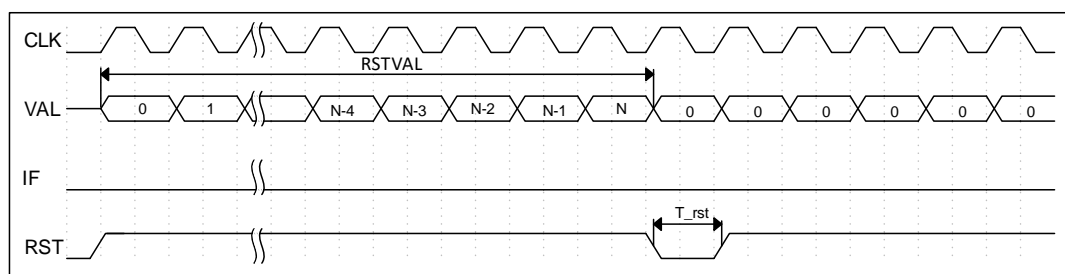 CLK
RSTVAL
VAL 0 1 N-4 N-3 N-2 N-1 N 0 0 0 0 0 0
IF
T_rst
RST